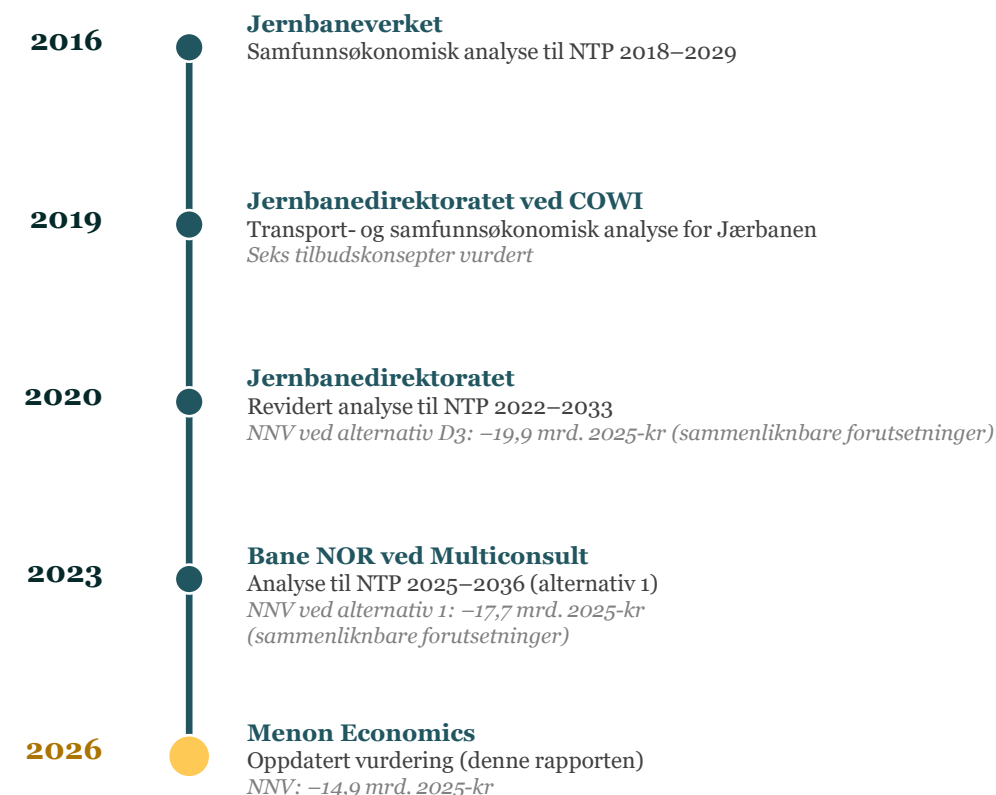 2016
Jernbaneverket
Samfunnsøkonomisk analyse til NTP 2018–2029
2019
Jernbanedirektoratet ved COWI
Transport- og samfunnsøkonomisk analyse for Jærbanen
Seks tilbudskonsepter vurdert
2020
Jernbanedirektoratet
Revidert analyse til NTP 2022–2033
NNV ved alternativ D3: −19,9 mrd. 2025-kr (sammenliknbare forutsetninger)
2023
Bane NOR ved Multiconsult
Analyse til NTP 2025–2036 (alternativ 1)
NNV ved alternativ 1: −17,7 mrd. 2025-kr
(sammenliknbare forutsetninger)
2026
Menon Economics
Oppdatert vurdering (denne rapporten)
NNV: −14,9 mrd. 2025-kr